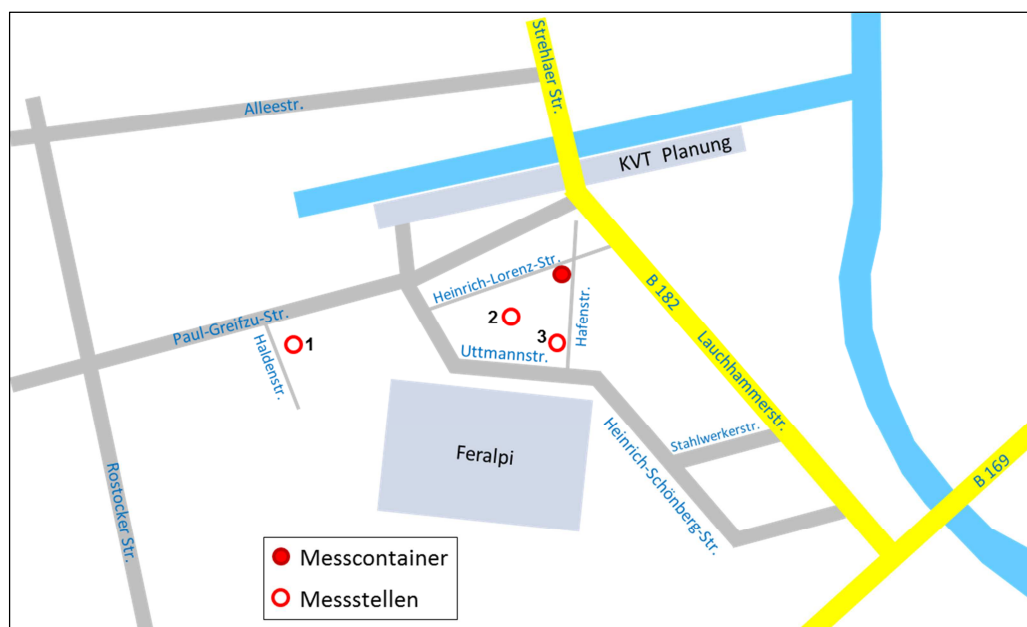 Strehlaer Str.
Alleestr.
KVT Planung
Heinrich-Lorenz-Str.
B 182
Hafenstr.
Paul-Greifzu-Str.
2
1
3
Haldenstr.
Uttmannstr.
Lauchhammerstr.
Stahlwerkerstr.
Feralpi
Heinrich-Schönberg-Str.
B 169
Rostocker Str.
Messcontainer
Messstellen